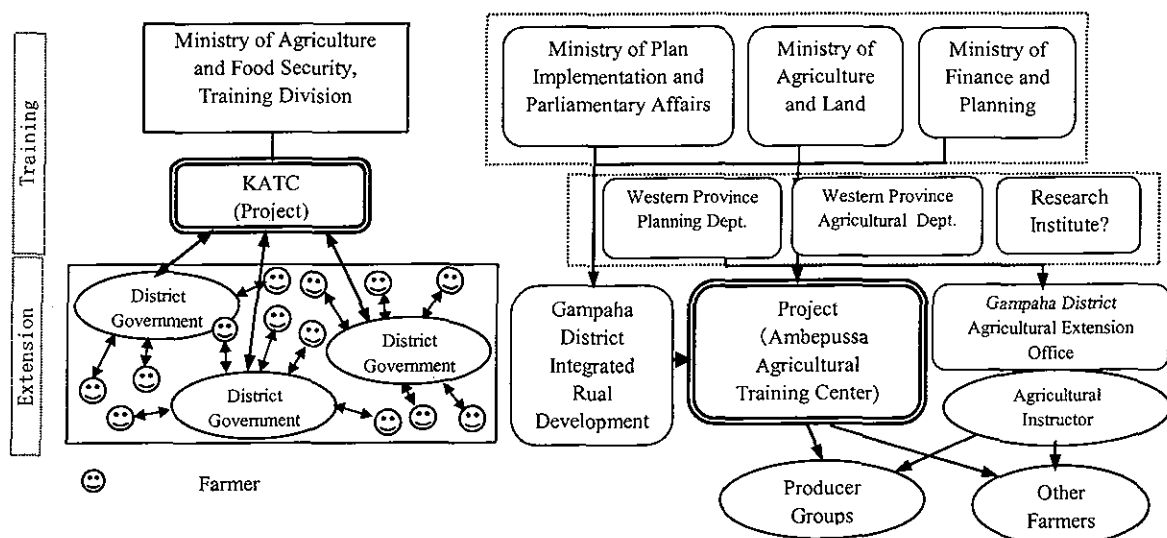 Training
Extension
Ministry of Agriculture
and Food Security,
Training Division
KATC
(Project)
District
Government
District
Government
District
Government
Farmer
Ministry of Plan
Implementation and
Parliamentary Affairs
Ministry of
Agriculture
and Land
Ministry of
Finance and
Planning
Western Province
Planning Dept.
Western Province
Agricultural Dept.
Research
Institute?
Gampaha
District
Integrated
Rual
Development
Project
(Ambepussa
Agricultural
Training Center)
Gampaha District
Agricultural Extension
Office
Agricultural
Instructor
Producer
Groups
Other
Farmers